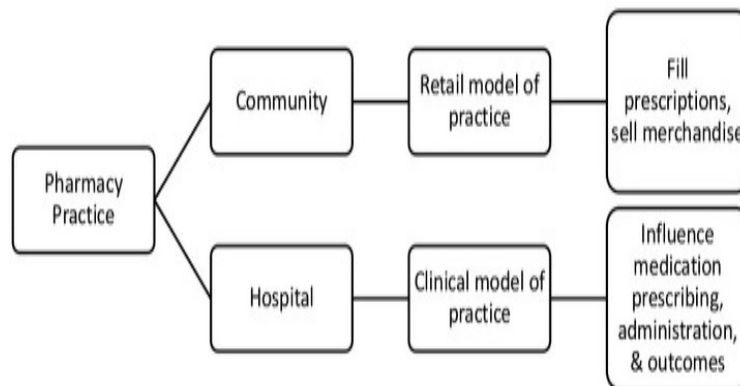 Pharmacy
Practice
Community
Retail model of
practice
Fill
prescriptions,
sell merchandise
Hospital
Clinical model of
practice
Influence
medication
prescribing,
administration,
& outcomes